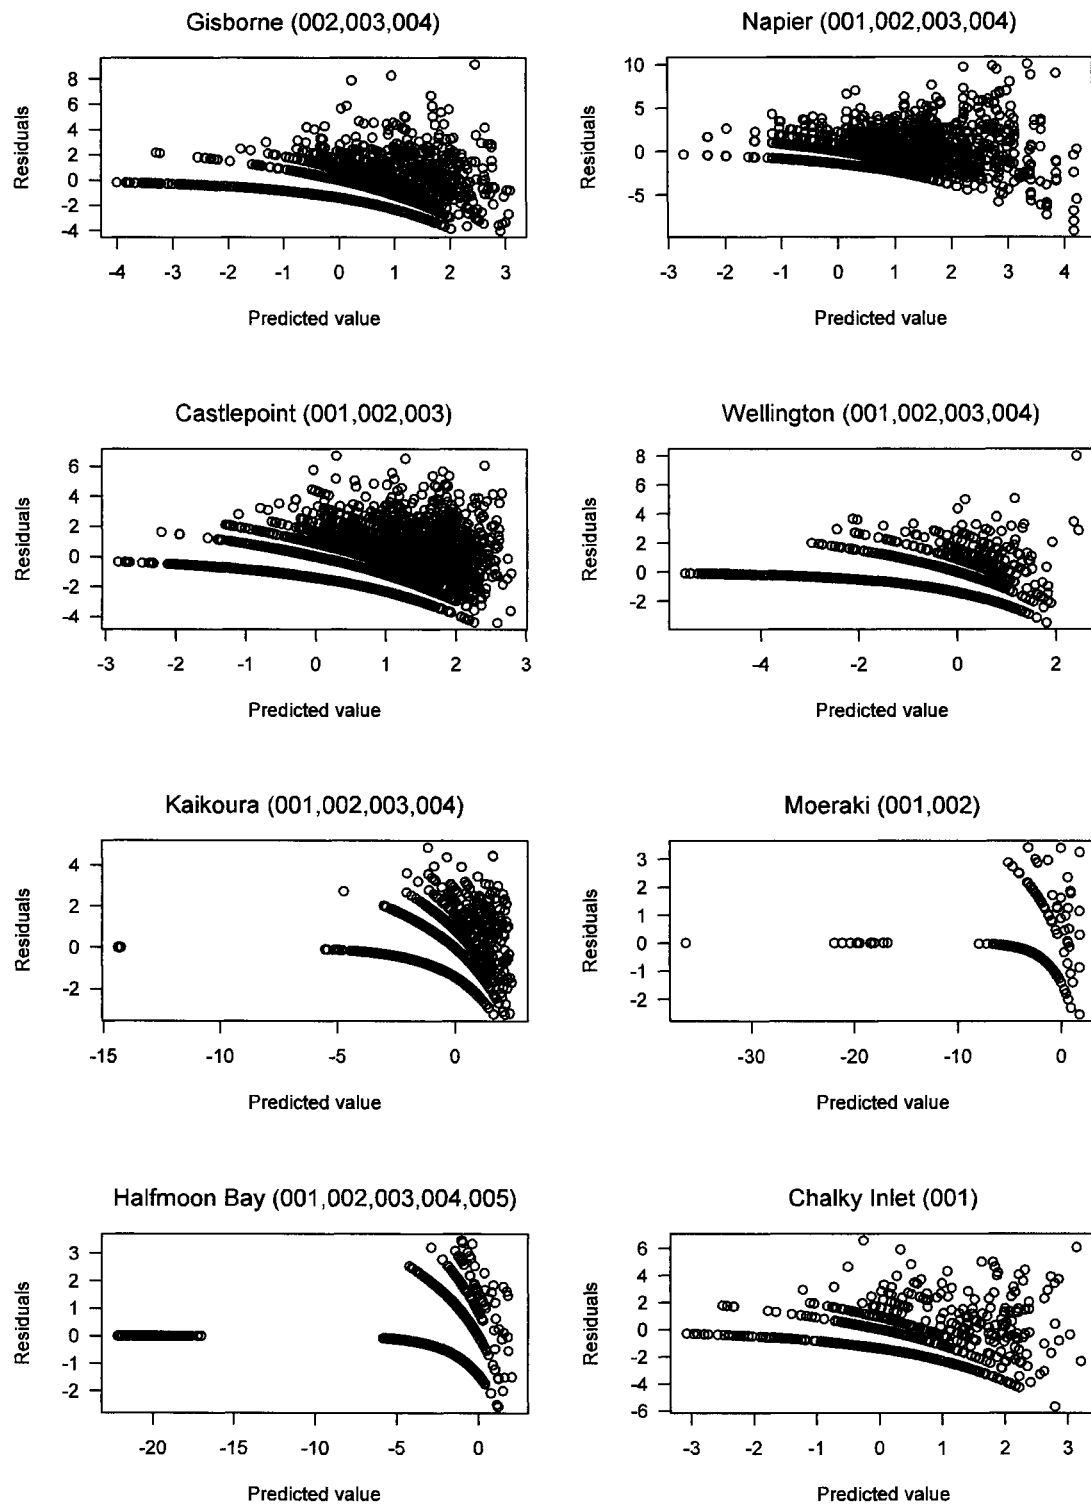 Gisborne (002,003,004)
Residuals
8
6
4
2
0
-2
-4
-4 -3 -2 -1 0 1 2 3
Predicted value
Napier (001,002,003,004)
Residuals
10
5
0
-5
-3 -2 -1 0 1 2 3 4
Predicted value
Castlepoint (001,002,003)
Residuals
6
4
2
0
-2
-4
-3 -2 -1 0 1 2 3
Predicted value
Wellington (001,002,003,004)
Residuals
8
6
4
2
0
-2
-4 -2 0 2
Predicted value
Kaikoura (001,002,003,004)
Residuals
4
2
0
-2
-15 -10 -5 0
Predicted value
Moeraki (001,002)
Residuals
3
2
1
0
-1
-2
-30 -20 -10 0
Predicted value
Halfmoon Bay (001,002,003,004,005)
Residuals
3
2
1
0
-1
-2
-20 -15 -10 -5 0
Predicted value
Chalky Inlet (001)
Residuals
6
4
2
0
-2
-4
-6
-3 -2 -1 0 1 2 3
Predicted value